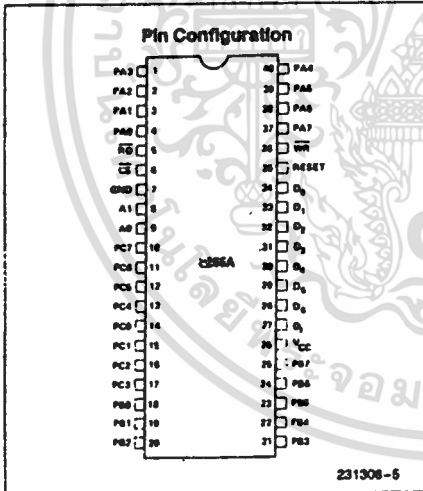 Pin Configuration
PA3 1 40 PA4
PA2 2 39 PA5
PA1 3 38 PA6
PA0 4 37 PA7
RD 5 36 WR
CS 6 35 RESET
GND 7 34 D0
A1 8 33 D1
A0 9 32 D2
PC7 10 31 D3
PC6 11 30 D4
PC5 12 29 D5
PC4 13 28 D6
PC0 14 27 D7
PC1 15 26 VCC
PC2 16 25 PB7
PC3 17 24 PB6
PB0 18 23 PB5
PB1 19 22 PB4
PB2 20 21 PB3
8255A
231308-5